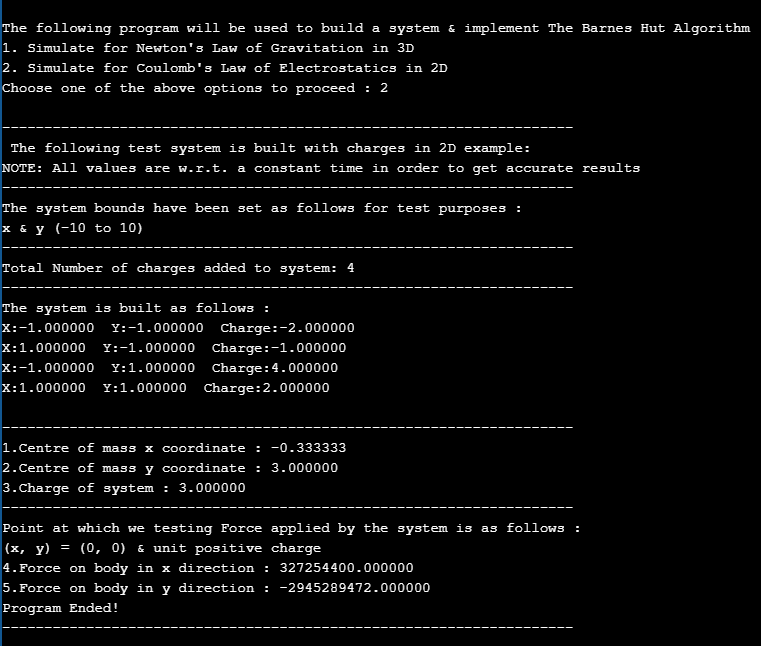 The following program will be used to build a system & implement The Barnes Hut Algorithm
1. Simulate for Newton's Law of Gravitation in 3D
2. Simulate for Coulomb's Law of Electrostatics in 2D
Choose one of the above options to proceed : 2
--------------------------------------------------------------------
The following test system is built with charges in 2D example:
NOTE: All values are w.r.t. a constant time in order to get accurate results
--------------------------------------------------------------------
The system bounds have been set as follows for test purposes :
x & y (-10 to 10)
--------------------------------------------------------------------
Total Number of charges added to system: 4
--------------------------------------------------------------------
The system is built as follows :
X:-1.000000  Y:-1.000000  Charge:-2.000000
X:1.000000  Y:-1.000000  Charge:-1.000000
X:-1.000000  Y:1.000000  Charge:4.000000
X:1.000000  Y:1.000000  Charge:2.000000
--------------------------------------------------------------------
1.Centre of mass x coordinate : -0.333333
2.Centre of mass y coordinate : 3.000000
3.Charge of system : 3.000000
--------------------------------------------------------------------
Point at which we testing Force applied by the system is as follows :
(x, y) = (0, 0) & unit positive charge
4.Force on body in x direction : 327254400.000000
5.Force on body in y direction : -2945289472.000000
Program Ended!
--------------------------------------------------------------------